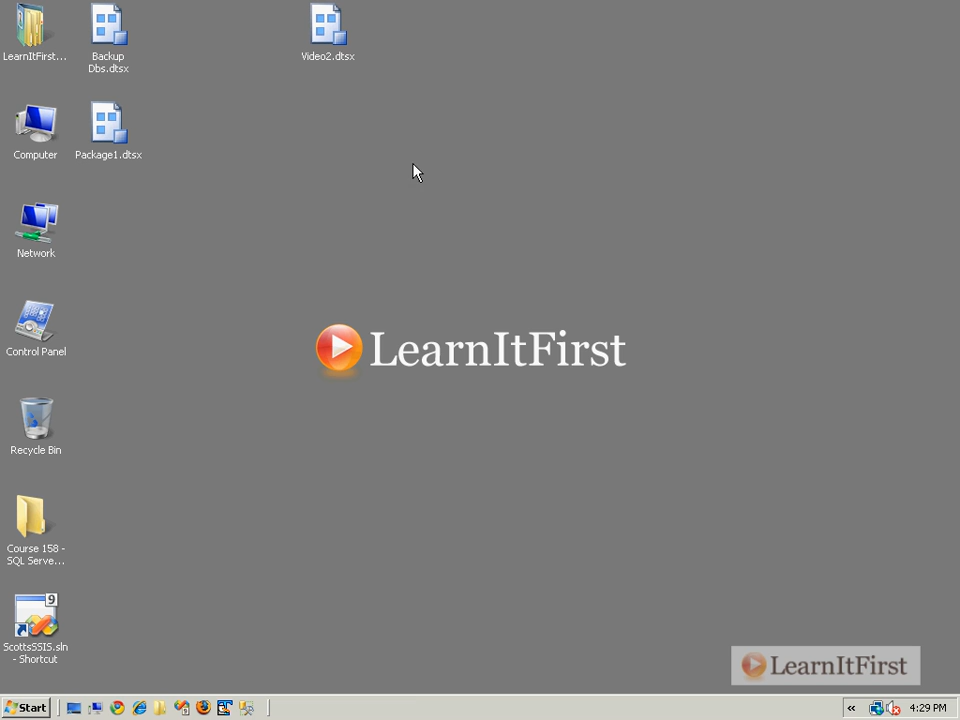 LearnItFirst...
Backup
Dbs.dtsx
Video2.dtsx
Computer
Package1.dtsx
Network
Control Panel
LearnItFirst
Recycle Bin
Course 158 -
SQL Serve...
9
ScottsSSIS.sln
- Shortcut
LearnItFirst
Start
«
4:29 PM